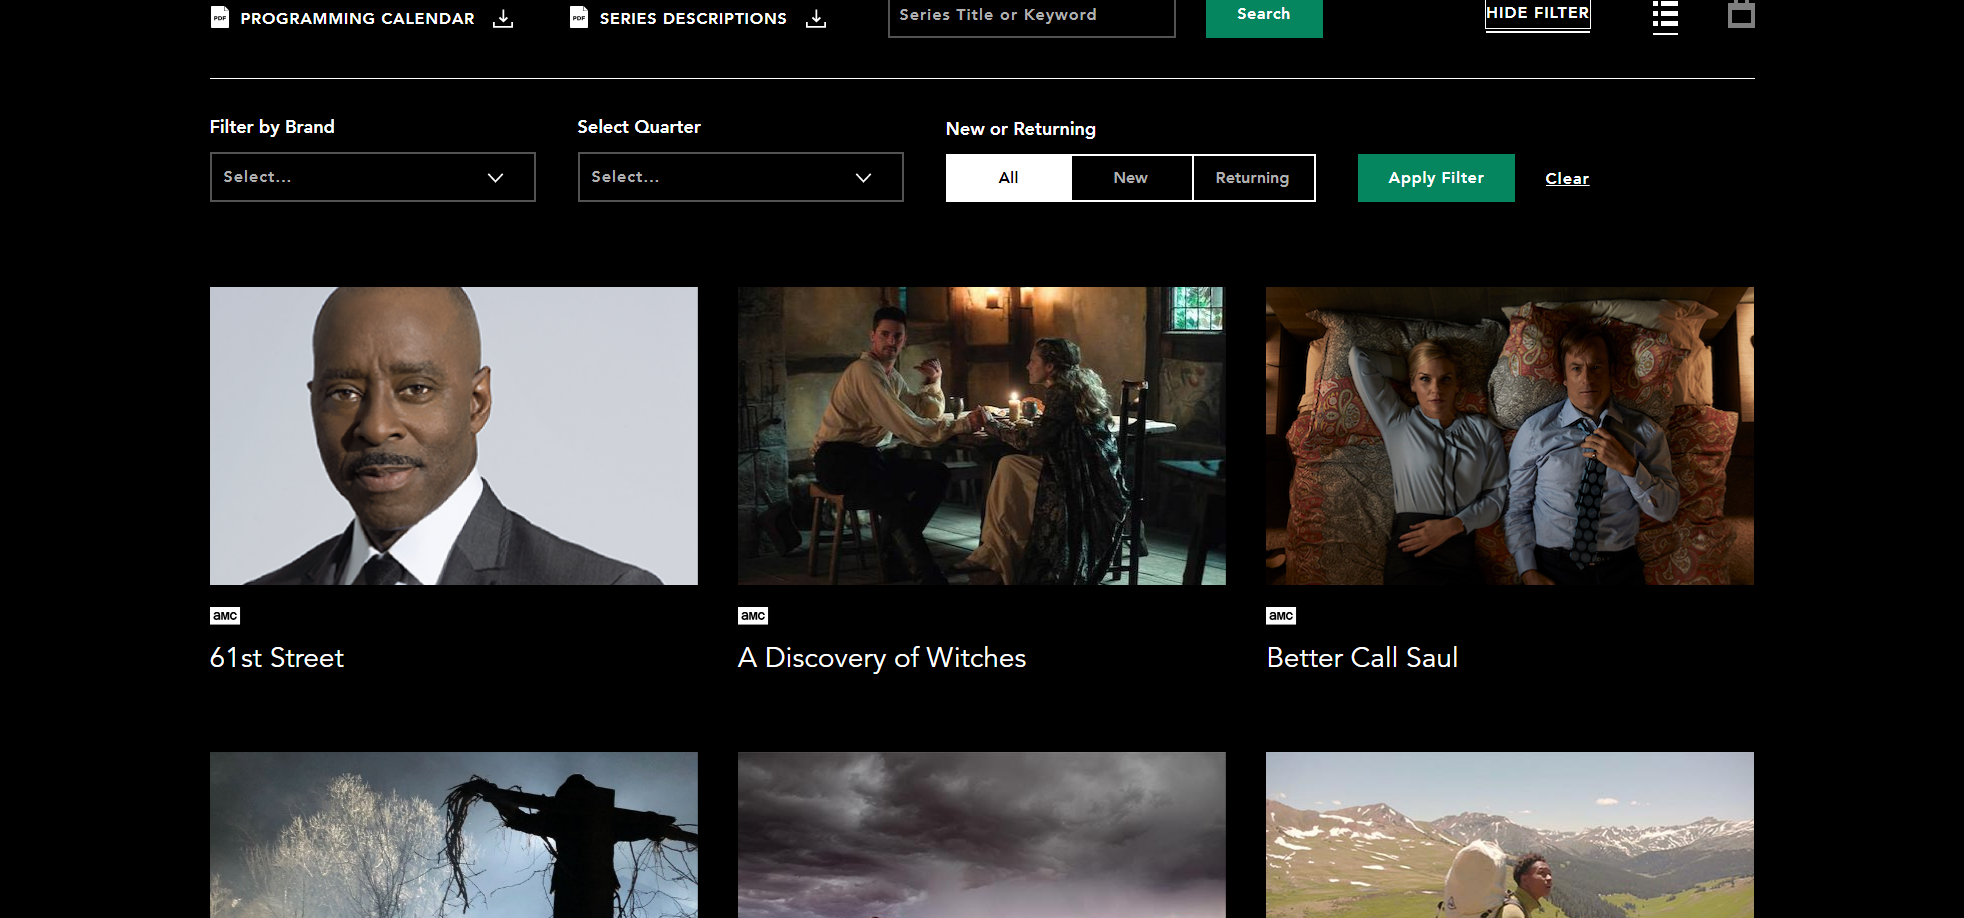 PDF PROGRAMMING CALENDAR
PDF SERIES DESCRIPTIONS
Series Title or Keyword
Search
HIDE FILTER
Filter by Brand
Select...
Select Quarter
Select...
New or Returning
All
New
Returning
Apply Filter
Clear
aMC
61st Street
aMC
A Discovery of Witches
aMC
Better Call Saul